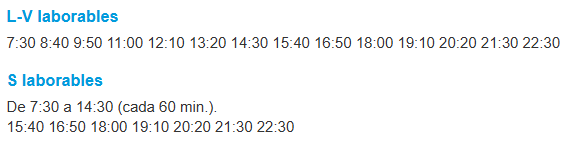 L-V laborables
7:30 8:40 9:50 11:00 12:10 13:20 14:30 15:40 16:50 18:00 19:10 20:20 21:30 22:30
S laborables
De 7:30 a 14:30 (cada 60 min.).
15:40 16:50 18:00 19:10 20:20 21:30 22:30